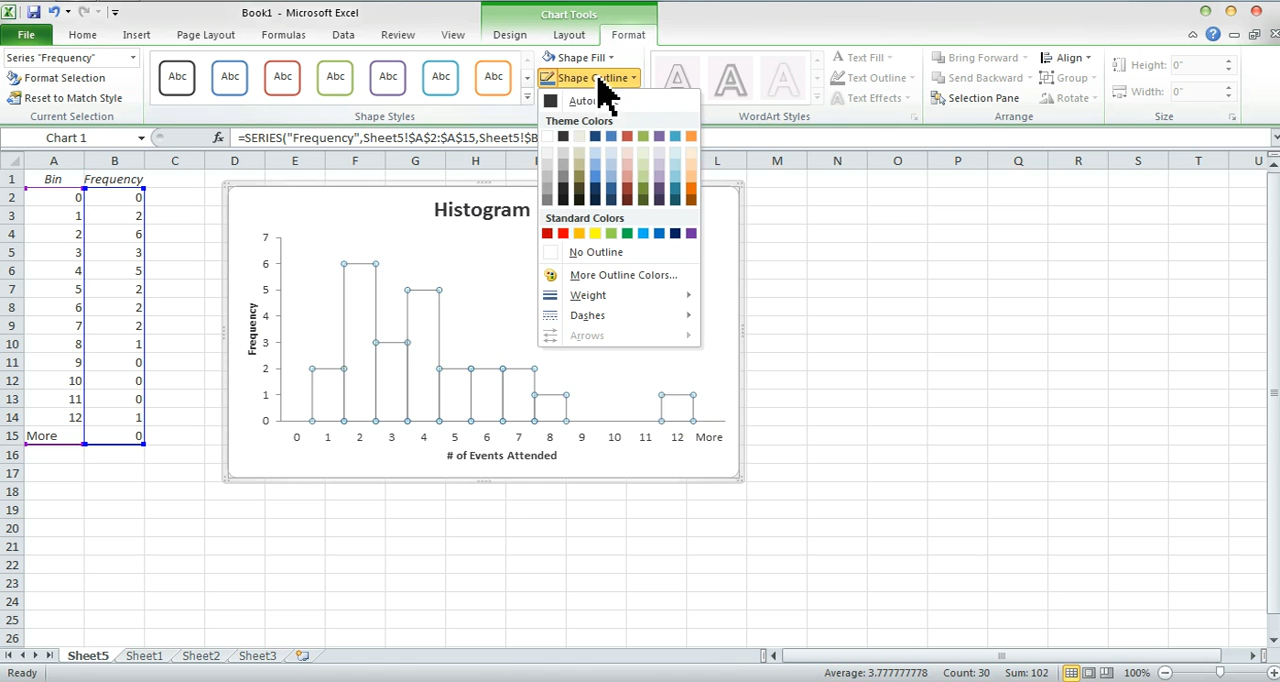 Book1 - Microsoft Excel
Chart Tools
File Home Insert Page Layout Formulas Data Review View Design Layout Format
Series "Frequency"
Format Selection
Reset to Match Style
Current Selection
Abc Abc Abc Abc Abc Abc Abc
Shape Styles
Shape Fill
Shape Outline
Theme Colors
Standard Colors
No Outline
More Outline Colors...
Weight
Dashes
Arrows
A A A
WordArt Styles
Text Fill
Text Outline
Text Effects
Bring Forward
Send Backward
Selection Pane
Align
Group
Rotate
Arrange
Height: 0"
Width: 0"
Size
Chart 1 fx =SERIES("Frequency",Sheet5!$A$2:$A$15,Sheet5!$B
A B C D E F G H L M N O P Q R S T U
1 Bin Frequency
2 0 0
3 1 2
4 2 6
5 3 3
6 4 5
7 5 2
8 6 2
9 7 2
10 8 1
11 9 0
12 10 0
13 11 0
14 12 1
15 More 0
16
17
18
19
20
21
22
23
24
25
26
Histogram
Frequency
7
6
5
4
3
2
1
0
0 1 2 3 4 5 6 7 8 9 10 11 12 More
# of Events Attended
Sheet5 Sheet1 Sheet2 Sheet3
Ready Average: 3.777777778 Count: 30 Sum: 102 100%